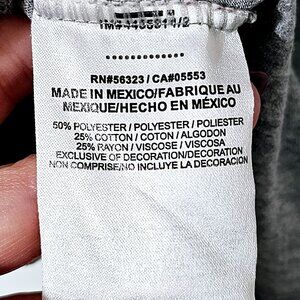 RN#56323 / CA#05553
MADE IN MEXICO/FABRIQUE AU
MEXIQUE/HECHO EN MÉXICO
50% POLYESTER / POLYESTER / POLIESTER
25% COTTON / COTON / ALGODON
25% RAYON / VISCOSE / VISCOSA
EXCLUSIVE OF DECORATION/DECORATION
NON COMPRISE/NO INCLUYE LA DECORACION